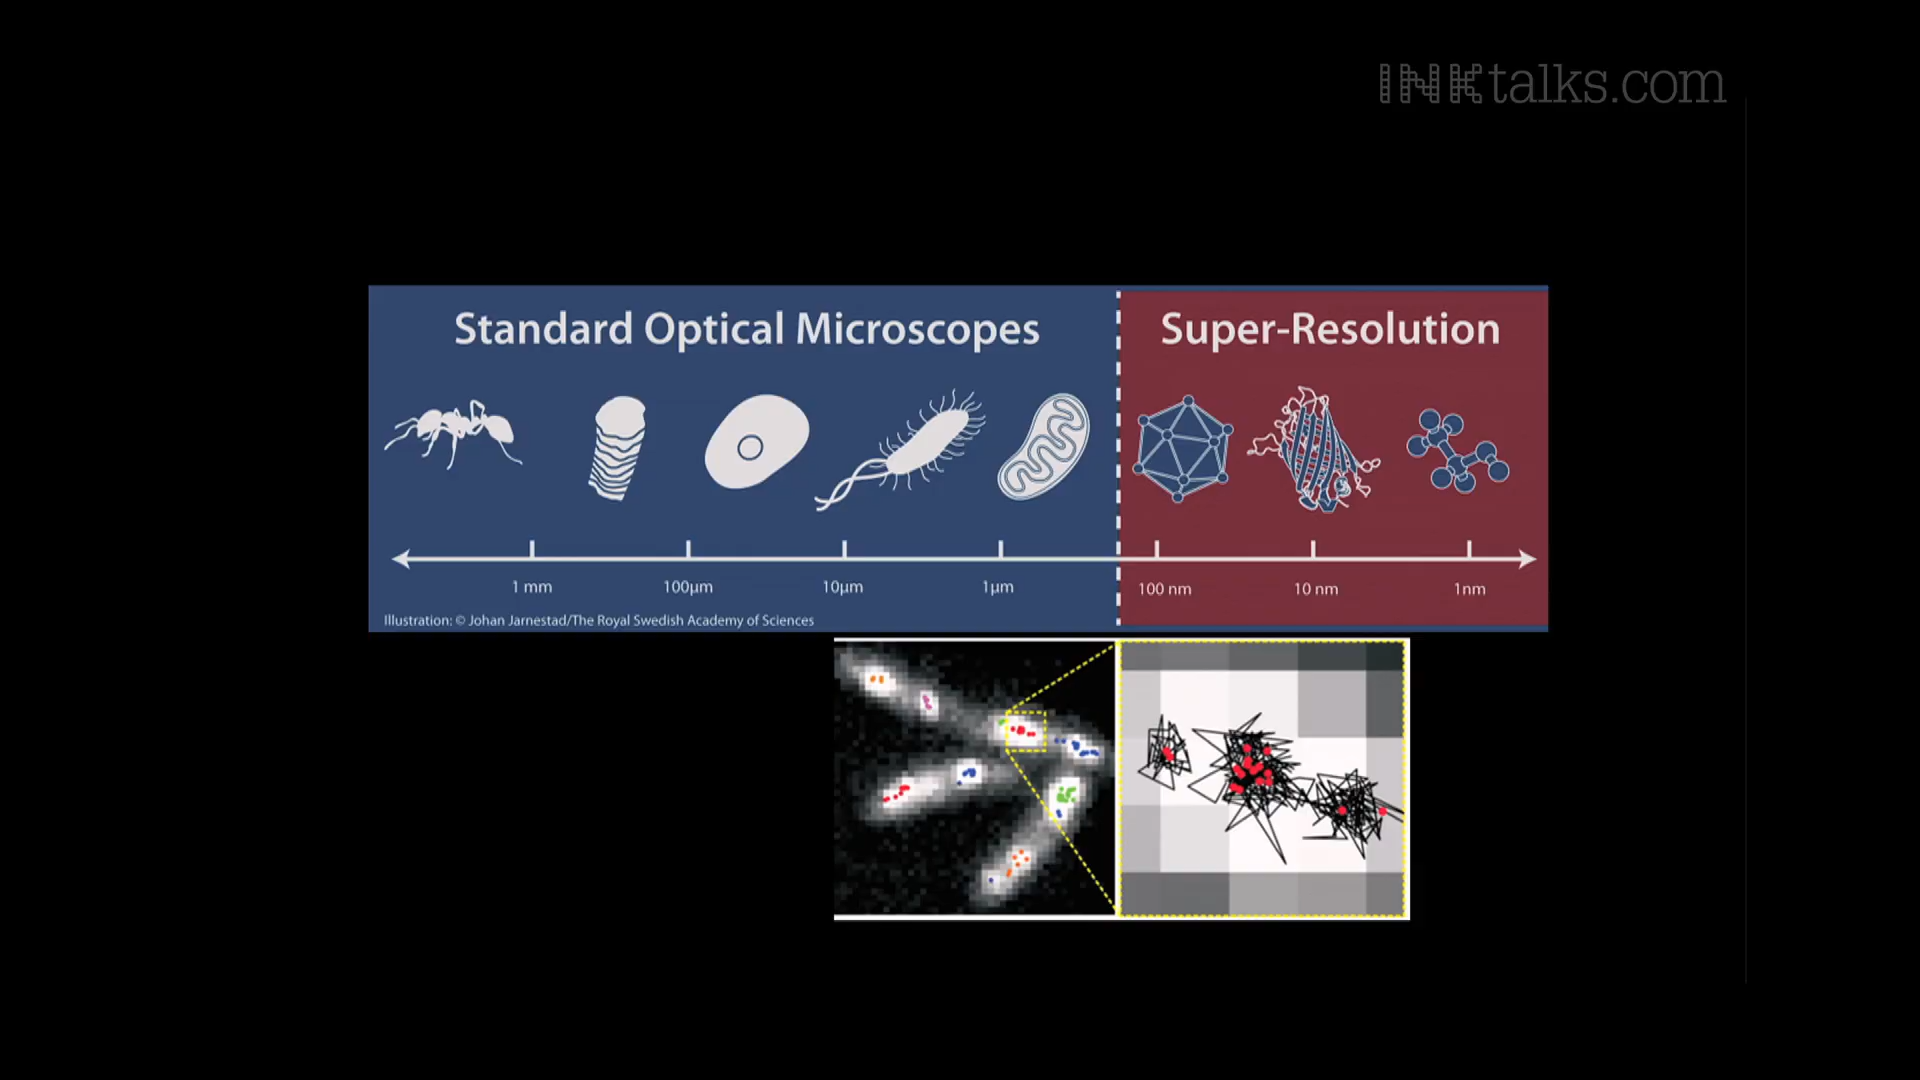 INKtalks.com
Standard Optical Microscopes
Super-Resolution
1 mm
100μm
10μm
1μm
100 nm
10 nm
1nm
Illustration: © Johan Jarnestad/The Royal Swedish Academy of Sciences